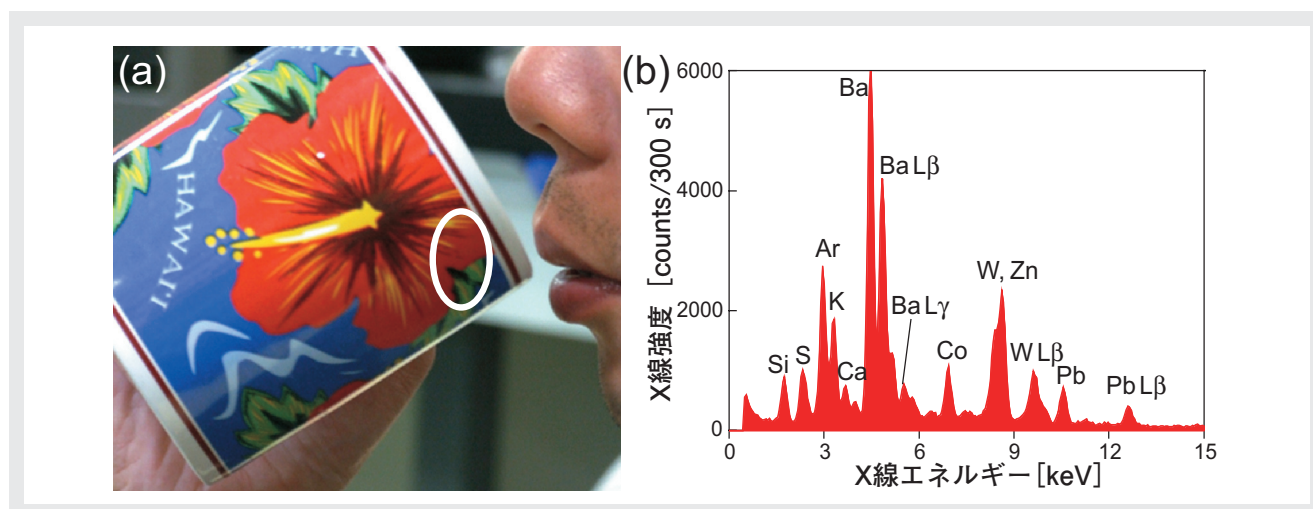 (a)
HAWAI'I
(b)
X線強度 [counts/300 s]
6000
4000
2000
0
Ba
Ba Lβ
Ar
K
Si
S
Ca
Ba Lγ
Co
W, Zn
W Lβ
Pb
Pb Lβ
0 3 6 9 12 15
X線エネルギー [keV]